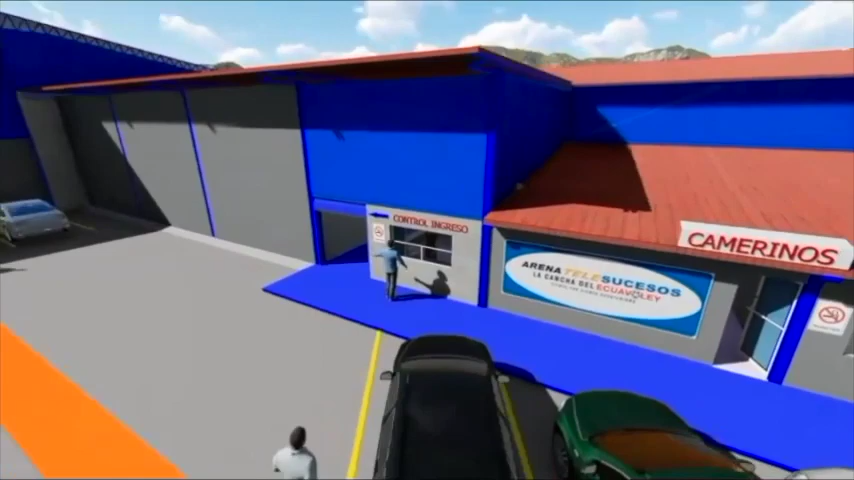 CONTROL INGRESO
CAMERINOS
ARENA TELESUCESOS
LA CANCHA DEL ECUAVOLEY